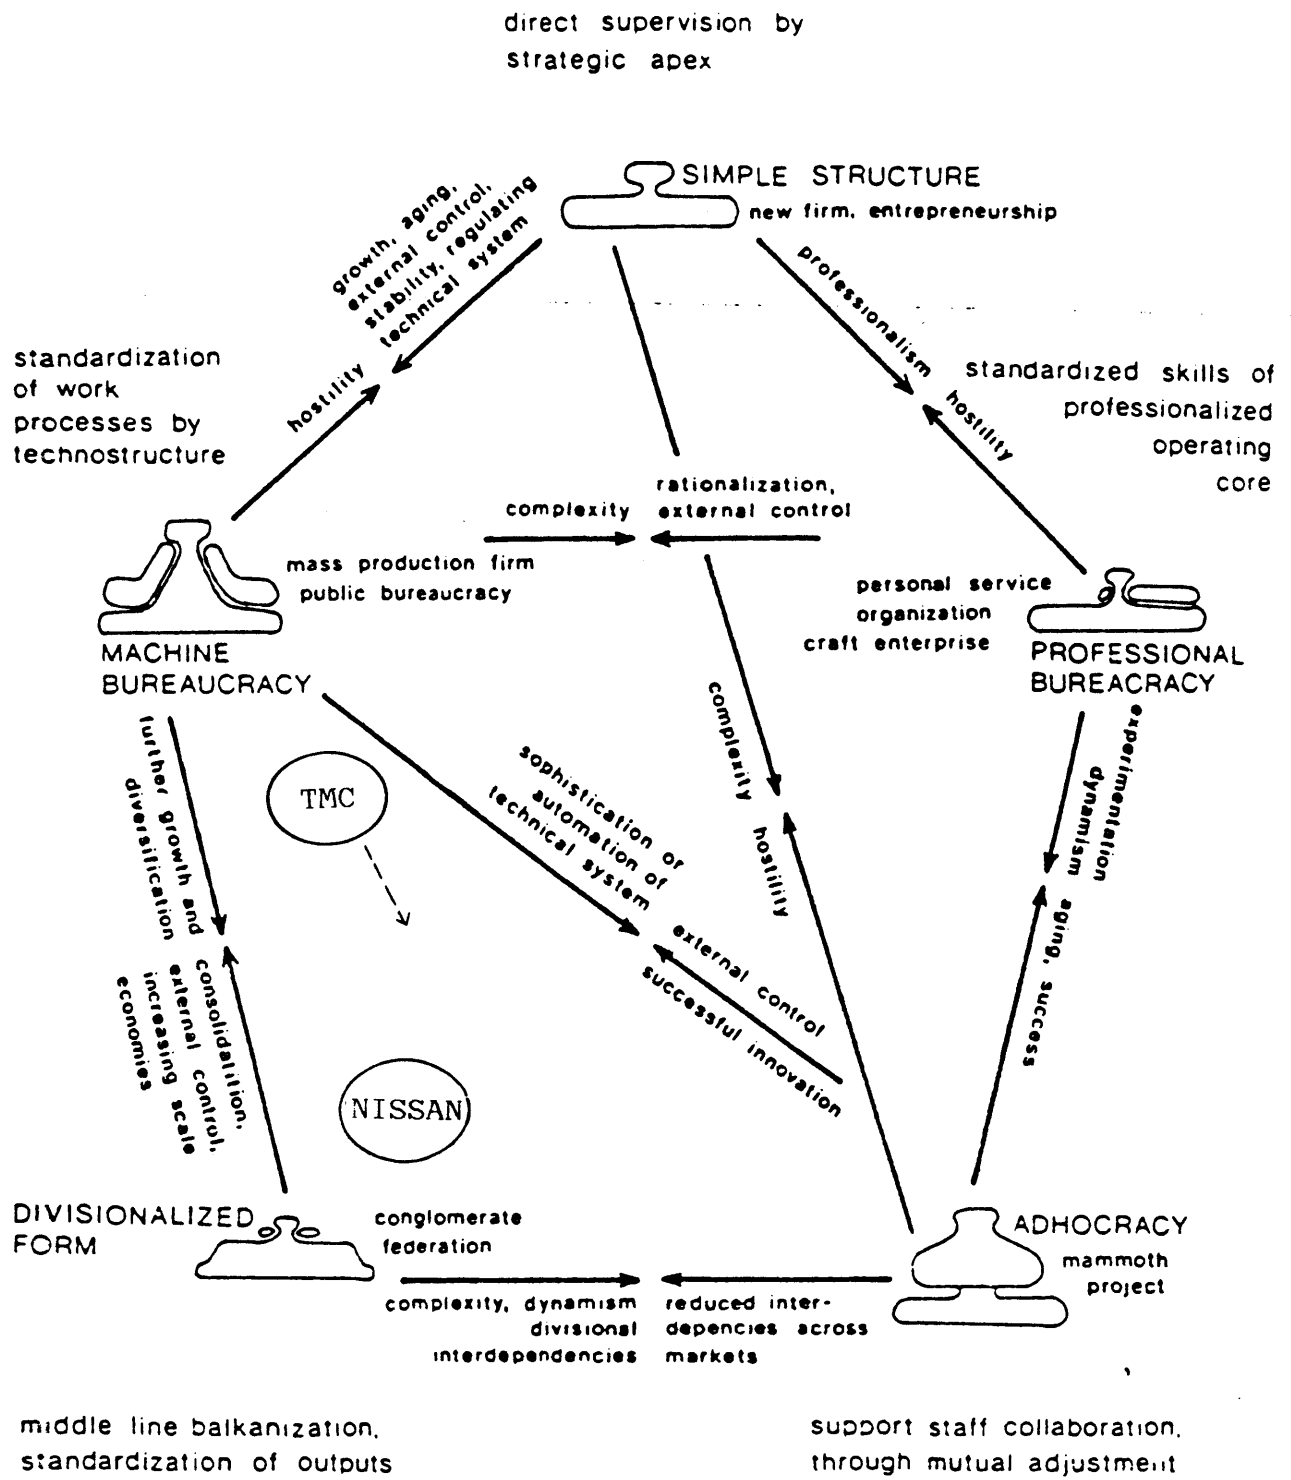 direct supervision by
strategic apex
SIMPLE STRUCTURE
new firm, entrepreneurship
growth, aging,
external control,
stability, regulating
technical system
hostility
professionalism
hostility
standardization
of work
processes by
technostructure
standardized skills of
professionalized
operating
core
complexity
rationalization,
external control
mass production firm
public bureaucracy
MACHINE
BUREAUCRACY
personal service
organization
craft enterprise
PROFESSIONAL
BUREACRACY
complexity
hostility
sophistication or
automation of
technical system
external control
successful innovation
experimentation
dynamism
aging, success
further growth and
diversification
consolidatition,
external control,
increasing scale
economies
TMC
NISSAN
DIVISIONALIZED
FORM
conglomerate
federation
ADHOCRACY
mammoth
project
complexity, dynamism
divisional
interdependencies
reduced inter-
depencies across
markets
middle line balkanization,
standardization of outputs
support staff collaboration,
through mutual adjustment